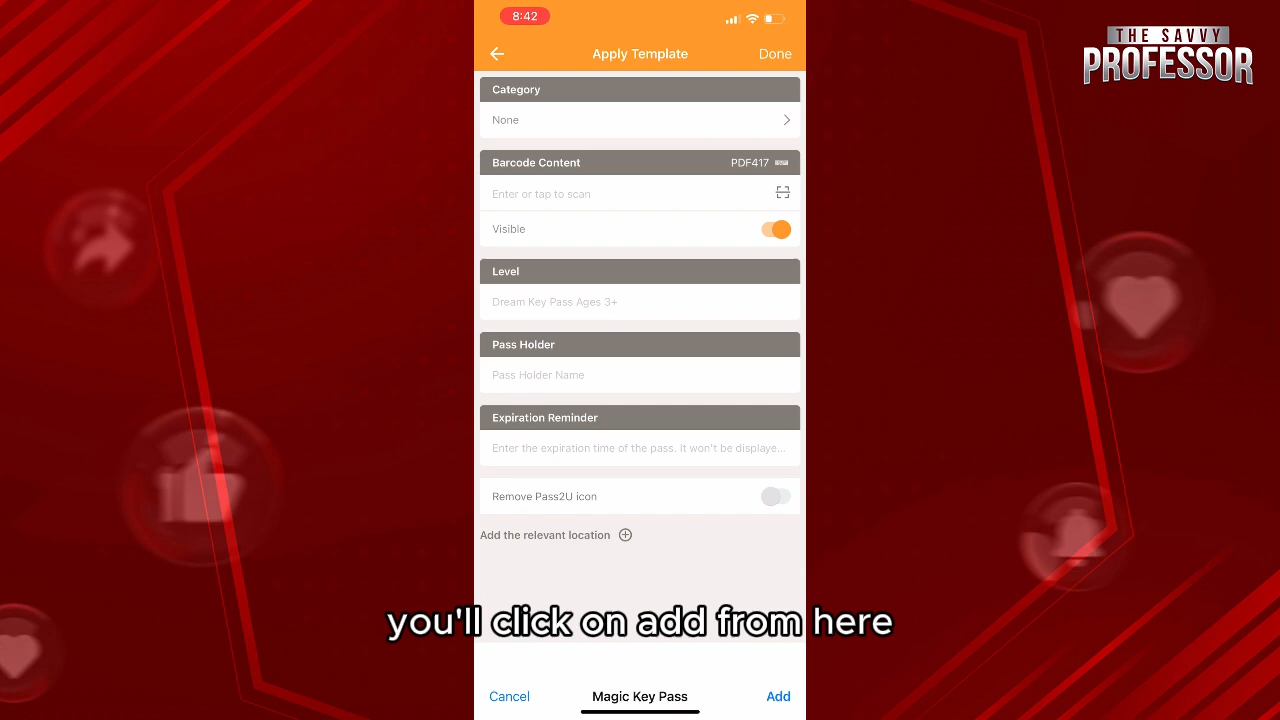 8:42
THE SAVVY
PROFESSOR
Apply Template
Done
Category
None
Barcode Content
PDF417
Enter or tap to scan
Visible
Level
Dream Key Pass Ages 3+
Pass Holder
Pass Holder Name
Expiration Reminder
Enter the expiration time of the pass. It won't be displaye...
Remove Pass2U icon
Add the relevant location
you'll click on add from here
Cancel
Magic Key Pass
Add